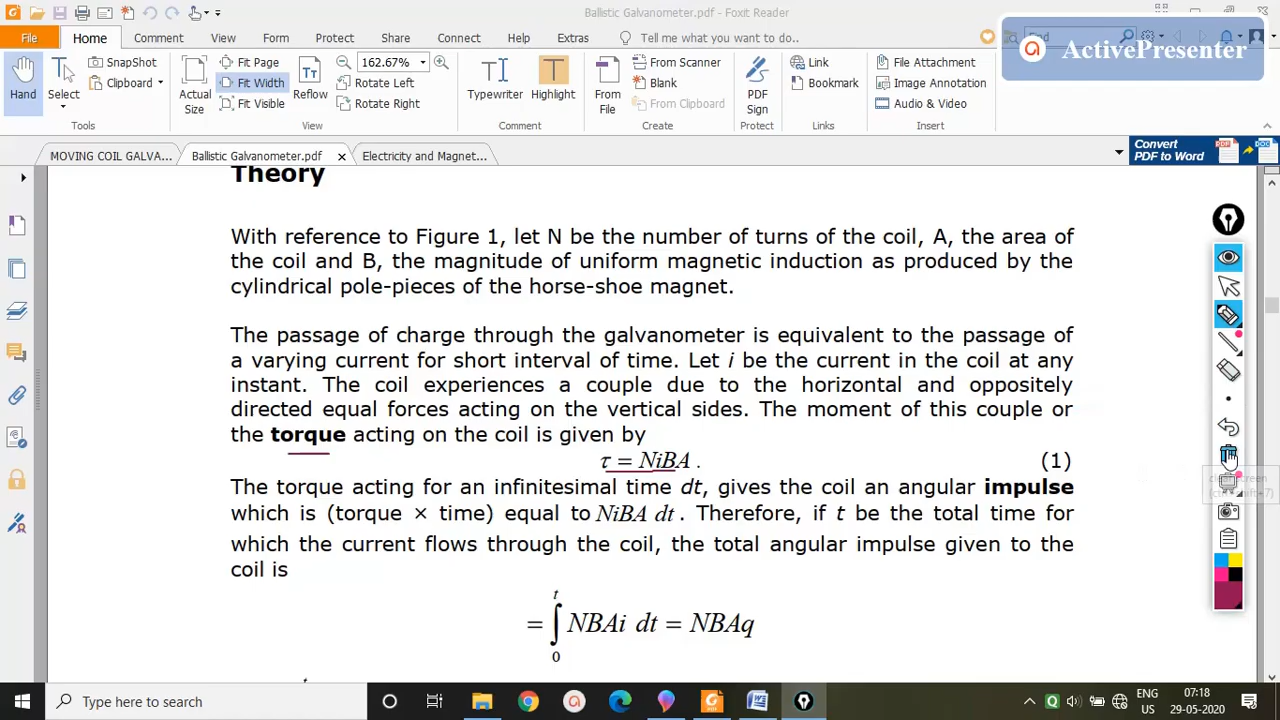 Ballistic Galvanometer.pdf - Foxit Reader
File Home Comment View Form Protect Share Connect Help Extras Tell me what you want to do..
ActivePresenter
Hand
Select
SnapShot
Clipboard
Tools
Actual Size
Fit Page
Fit Width
Fit Visible
Reflow
162.67%
Rotate Left
Rotate Right
View
Typewriter
Highlight
Comment
From File
From Scanner
Blank
From Clipboard
Create
PDF Sign
Protect
Link
Bookmark
Links
File Attachment
Image Annotation
Audio & Video
Insert
MOVING COIL GALVA... Ballistic Galvanometer.pdf Electricity and Magnet...
Convert
PDF to Word
Theory
With reference to Figure 1, let N be the number of turns of the coil, A, the area of
the coil and B, the magnitude of uniform magnetic induction as produced by the
cylindrical pole-pieces of the horse-shoe magnet.
The passage of charge through the galvanometer is equivalent to the passage of
a varying current for short interval of time. Let i be the current in the coil at any
instant. The coil experiences a couple due to the horizontal and oppositely
directed equal forces acting on the vertical sides. The moment of this couple or
the torque acting on the coil is given by
τ = NiBA . (1)
The torque acting for an infinitesimal time dt, gives the coil an angular impulse
which is (torque × time) equal to NiBA dt . Therefore, if t be the total time for
which the current flows through the coil, the total angular impulse given to the
coil is
t
= ∫ NBAi dt = NBAq
0
t
clear screen
Type here to search
ENG
US
07:18
29-05-2020